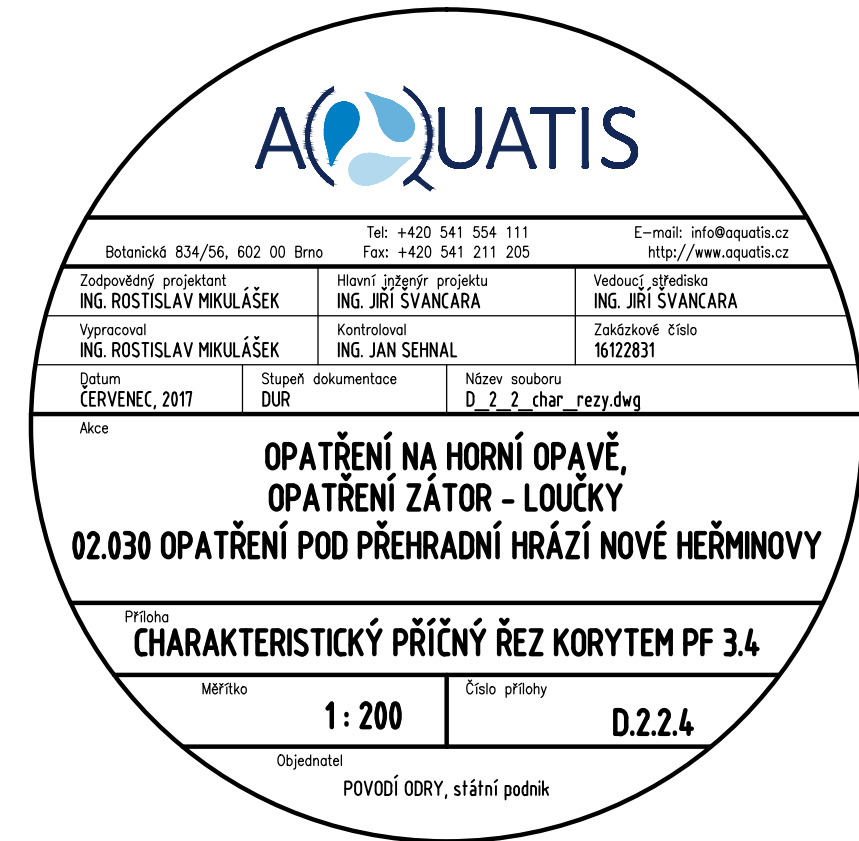 AQUATIS
Botanická 834/56, 602 00 Brno
Tel: +420 541 554 111
Fax: +420 541 211 205
E-mail: info@aquatis.cz
http://www.aquatis.cz
Zodpovědný projektant
ING. ROSTISLAV MIKULÁŠEK
Hlavní inženýr projektu
ING. JIŘÍ ŠVANCARA
Vedoucí střediska
ING. JIŘÍ ŠVANCARA
Vypracoval
ING. ROSTISLAV MIKULÁŠEK
Kontroloval
ING. JAN SEHNAL
Zakázkové číslo
16122831
Datum
ČERVENEC, 2017
Stupeň dokumentace
DUR
Název souboru
D_2_2_char_rezy.dwg
Akce
OPATŘENÍ NA HORNÍ OPAVĚ,
OPATŘENÍ ZÁTOR - LOUČKY
02.030 OPATŘENÍ POD PŘEHRADNÍ HRÁZÍ NOVÉ HEŘMINOVY
Příloha
CHARAKTERISTICKÝ PŘÍČNÝ ŘEZ KORYTEM PF 3.4
Měřítko
1 : 200
Číslo přílohy
D.2.2.4
Objednatel
POVODÍ ODRY, státní podnik